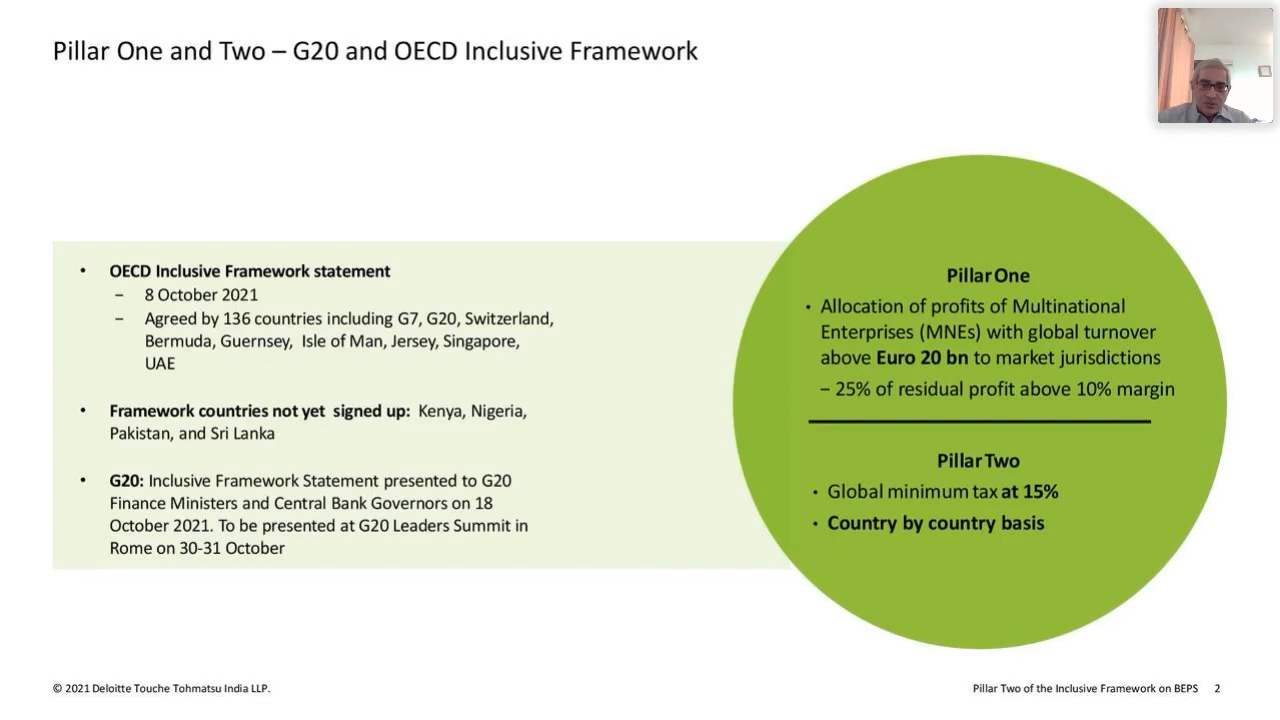 Pillar One and Two – G20 and OECD Inclusive Framework
• OECD Inclusive Framework statement
– 8 October 2021
– Agreed by 136 countries including G7, G20, Switzerland,
Bermuda, Guernsey, Isle of Man, Jersey, Singapore,
UAE
• Framework countries not yet signed up: Kenya, Nigeria,
Pakistan, and Sri Lanka
• G20: Inclusive Framework Statement presented to G20
Finance Ministers and Central Bank Governors on 18
October 2021. To be presented at G20 Leaders Summit in
Rome on 30-31 October
Pillar One
• Allocation of profits of Multinational
Enterprises (MNEs) with global turnover
above Euro 20 bn to market jurisdictions
– 25% of residual profit above 10% margin
Pillar Two
• Global minimum tax at 15%
• Country by country basis
© 2021 Deloitte Touche Tohmatsu India LLP.
Pillar Two of the Inclusive Framework on BEPS 2